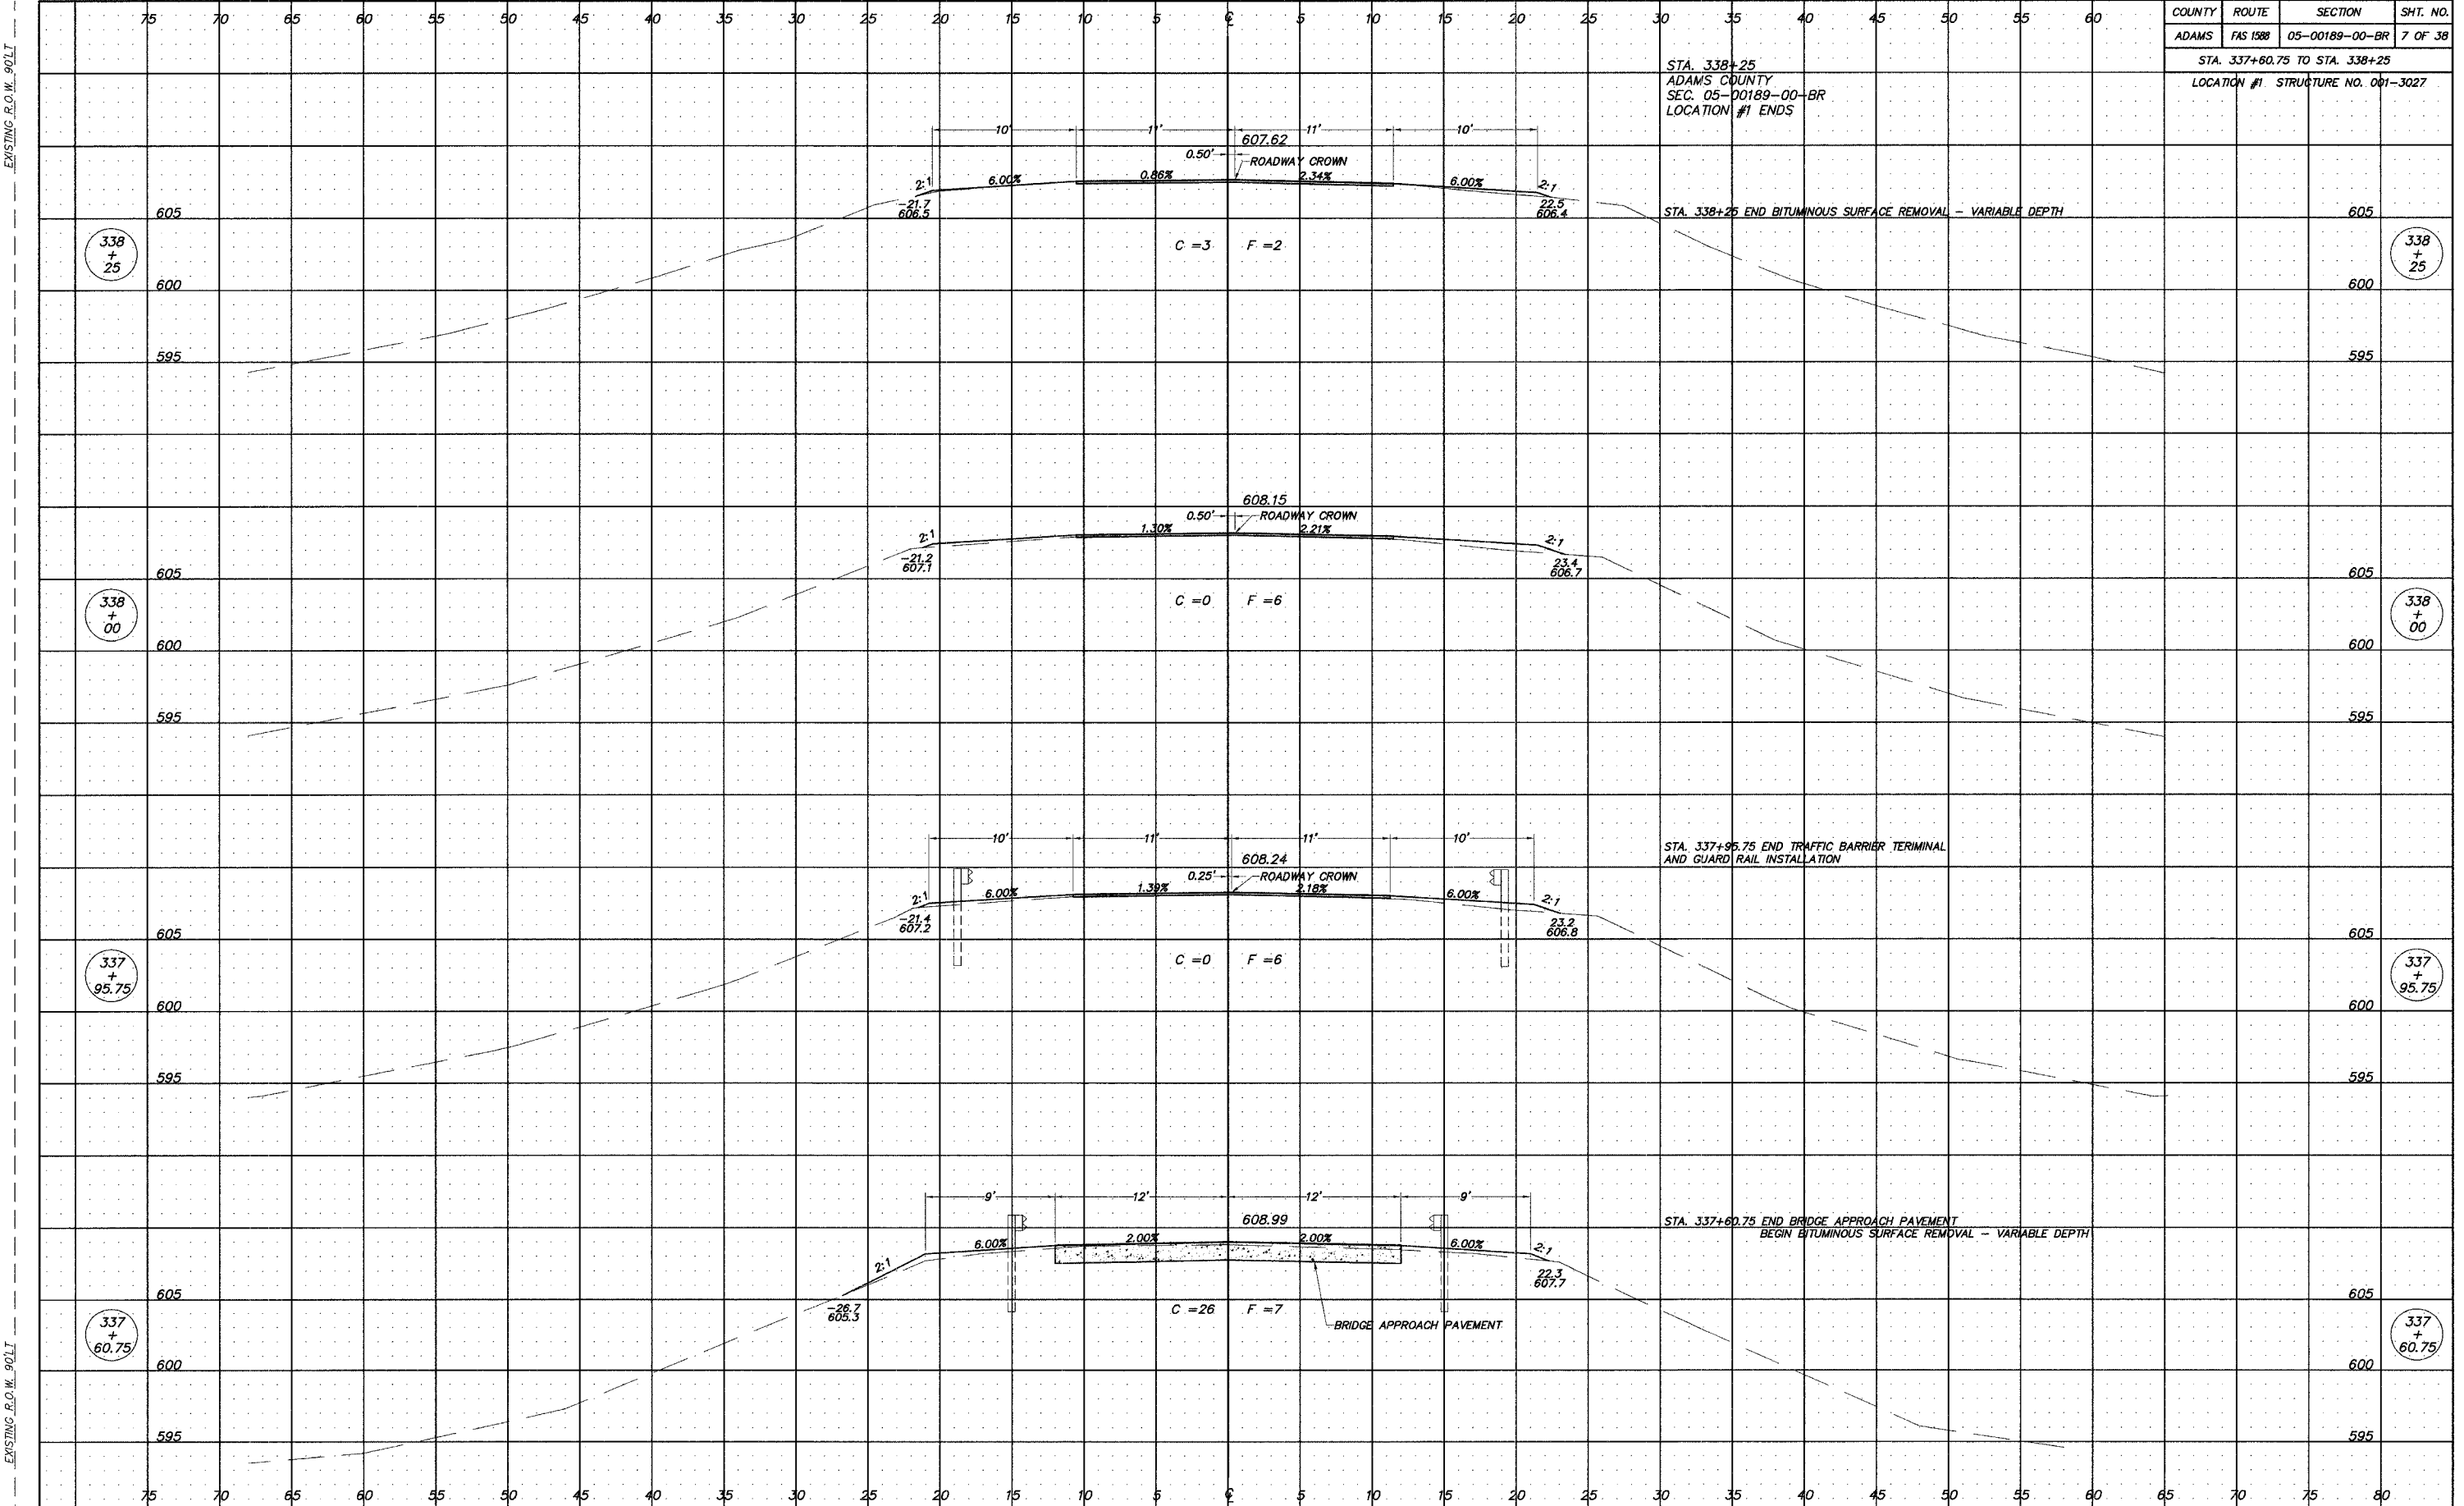 75 70 65 60 55 50 45 40 35 30 25 20 15 10 5 ℄ 5 10 15 20 25 30 35 40 45 50 55 60
COUNTY ROUTE SECTION SHT. NO.
ADAMS FAS 1588 05-00189-00-BR 7 OF 38
STA. 337+60.75 TO STA. 338+25
LOCATION #1 STRUCTURE NO. 001-3027
EXISTING R.O.W. 90'LT
STA. 338+25
ADAMS COUNTY
SEC. 05-00189-00-BR
LOCATION #1 ENDS
10' 11' 11' 10'
607.62
0.50' ROADWAY CROWN
2:1 6.00% 0.86% 2.34% 6.00% 2:1
-21.7
606.5
22.5
606.4
605 STA. 338+25 END BITUMINOUS SURFACE REMOVAL - VARIABLE DEPTH 605
338
+
25
C =3 F =2
338
+
25
600 600
595 595
608.15
0.50' ROADWAY CROWN
2:1 1.30% 2.21% 2:1
-21.2
607.1
23.4
606.7
605 605
338
+
00
C =0 F =6
338
+
00
600 600
595 595
10' 11' 11' 10'
STA. 337+95.75 END TRAFFIC BARRIER TERIMINAL
AND GUARD RAIL INSTALLATION
608.24
0.25' ROADWAY CROWN
2:1 6.00% 1.39% 2.18% 6.00% 2:1
-21.4
607.2
23.2
606.8
605 605
337
+
95.75
C =0 F =6
337
+
95.75
600 600
595 595
9' 12' 12' 9'
608.99
STA. 337+60.75 END BRIDGE APPROACH PAVEMENT
BEGIN BITUMINOUS SURFACE REMOVAL - VARIABLE DEPTH
2:1 6.00% 2.00% 2.00% 6.00% 2:1
22.3
607.7
605 605
-26.7
605.3
C =26 F =7
BRIDGE APPROACH PAVEMENT
337
+
60.75
337
+
60.75
600 600
595 595
EXISTING R.O.W. 90'LT
75 70 65 60 55 50 45 40 35 30 25 20 15 10 5 ℄ 5 10 15 20 25 30 35 40 45 50 55 60 65 70 75 80